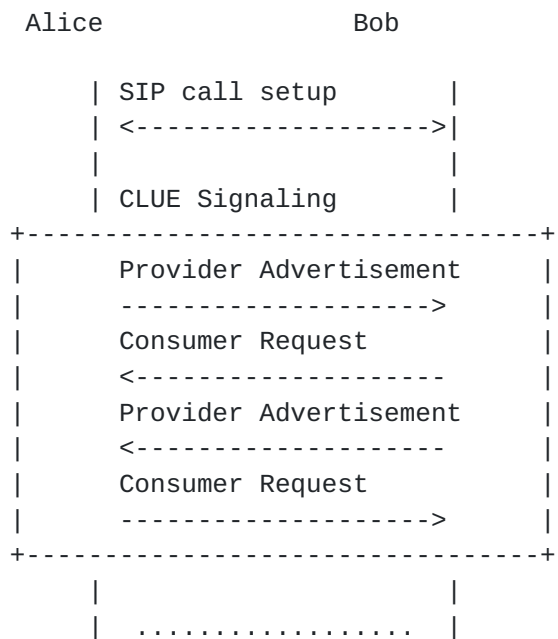 Alice                Bob

     | SIP call setup       |
     | <------------------->|
     |                      |
     | CLUE Signaling       |
+---------------------------------+
|      Provider Advertisement     |
|      -------------------->      |
|      Consumer Request           |
|      <--------------------      |
|      Provider Advertisement     |
|      <--------------------      |
|      Consumer Request           |
|      -------------------->      |
+---------------------------------+
     |                     |
     |  ..................  |